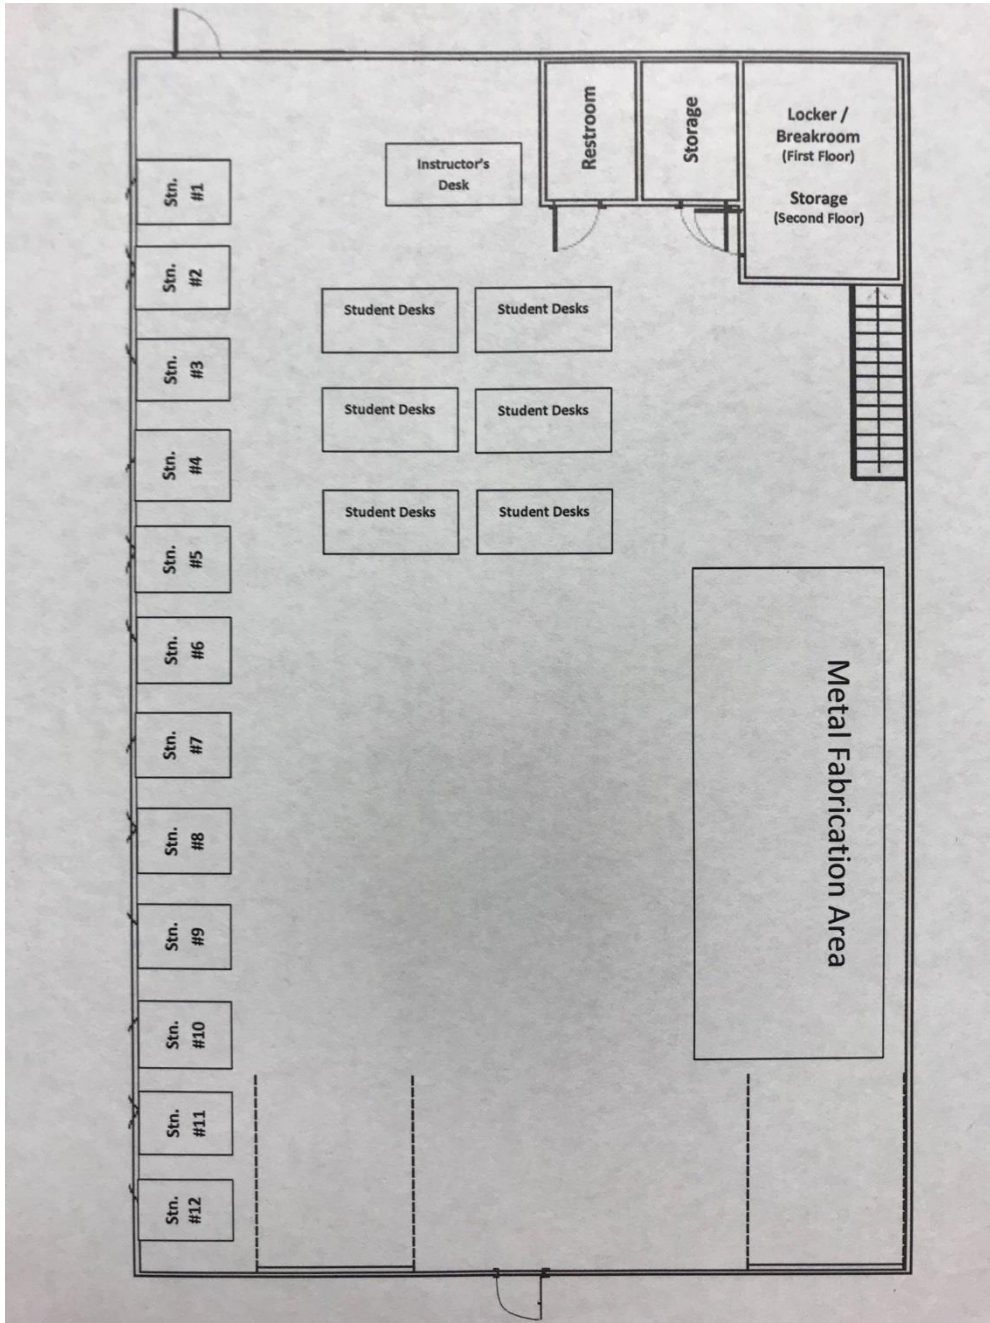 Restroom
Storage
Locker /
Breakroom
(First Floor)
Storage
(Second Floor)
Instructor's
Desk
Stn.
#1
Stn.
#2
Stn.
#3
Stn.
#4
Stn.
#5
Stn.
#6
Stn.
#7
Stn.
#8
Stn.
#9
Stn.
#10
Stn.
#11
Stn.
#12
Student Desks
Student Desks
Student Desks
Student Desks
Student Desks
Student Desks
Metal Fabrication Area